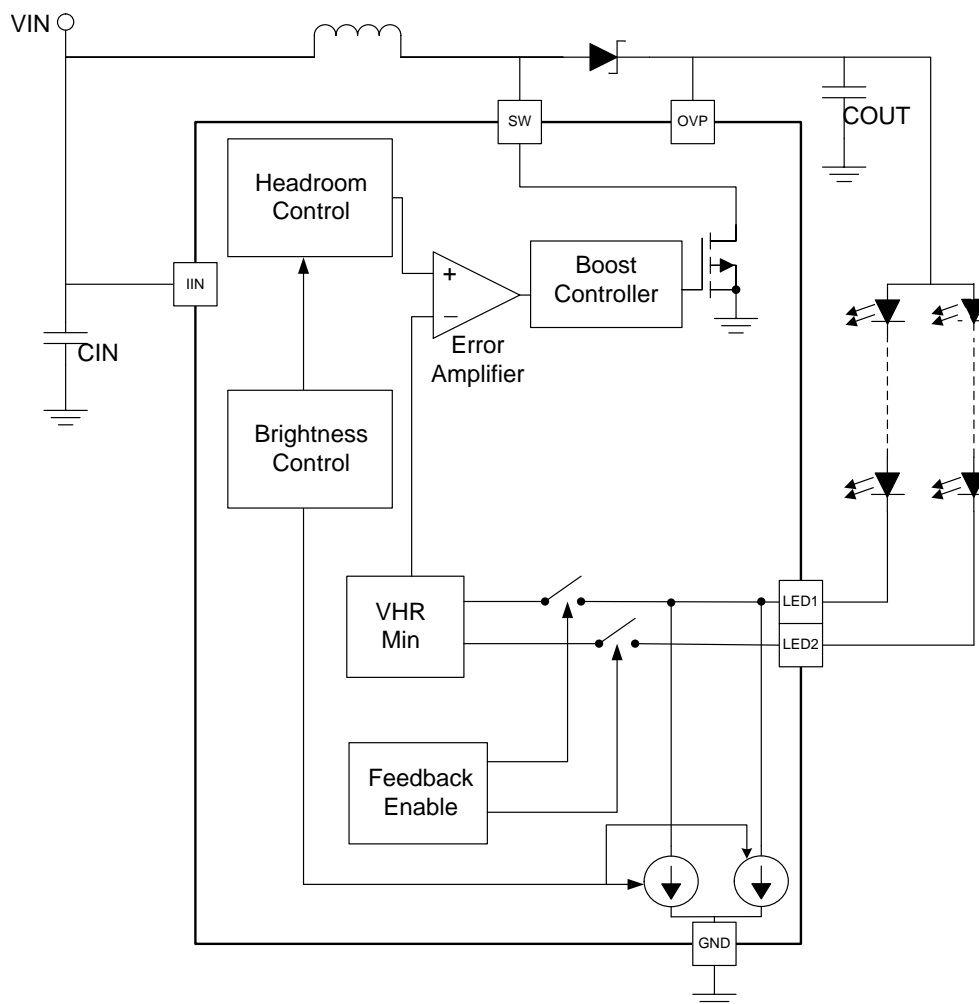 VIN
SW
OVP
COUT
Headroom
Control
IIN
+
−
Boost
Controller
CIN
Error
Amplifier
Brightness
Control
VHR
Min
LED1
LED2
Feedback
Enable
GND